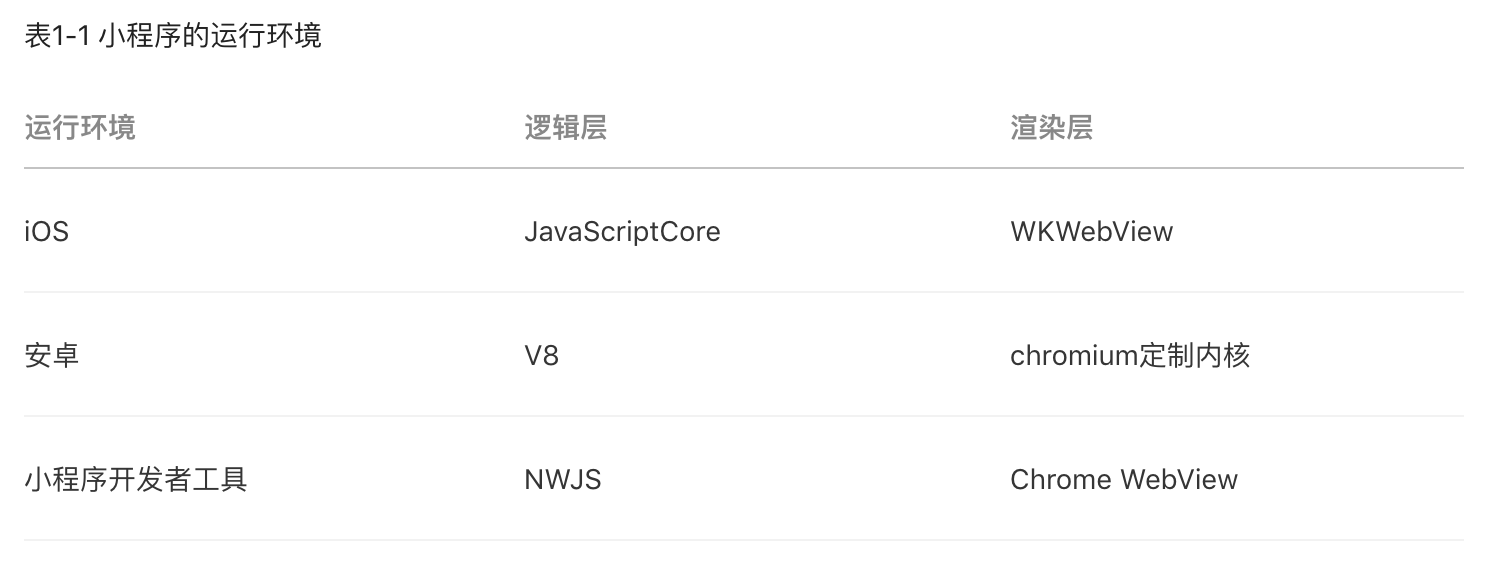 表1-1 小程序的运行环境
运行环境 逻辑层 渲染层
iOS JavaScriptCore WKWebView
安卓 V8 chromium定制内核
小程序开发者工具 NWJS Chrome WebView